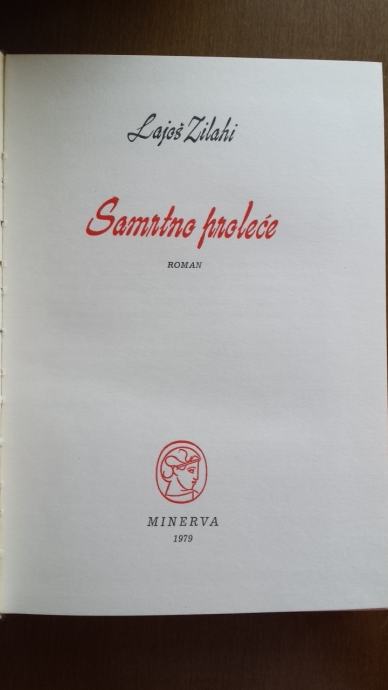 Lajoš Zilahi
Samrtno proleće
ROMAN
MINERVA
1979